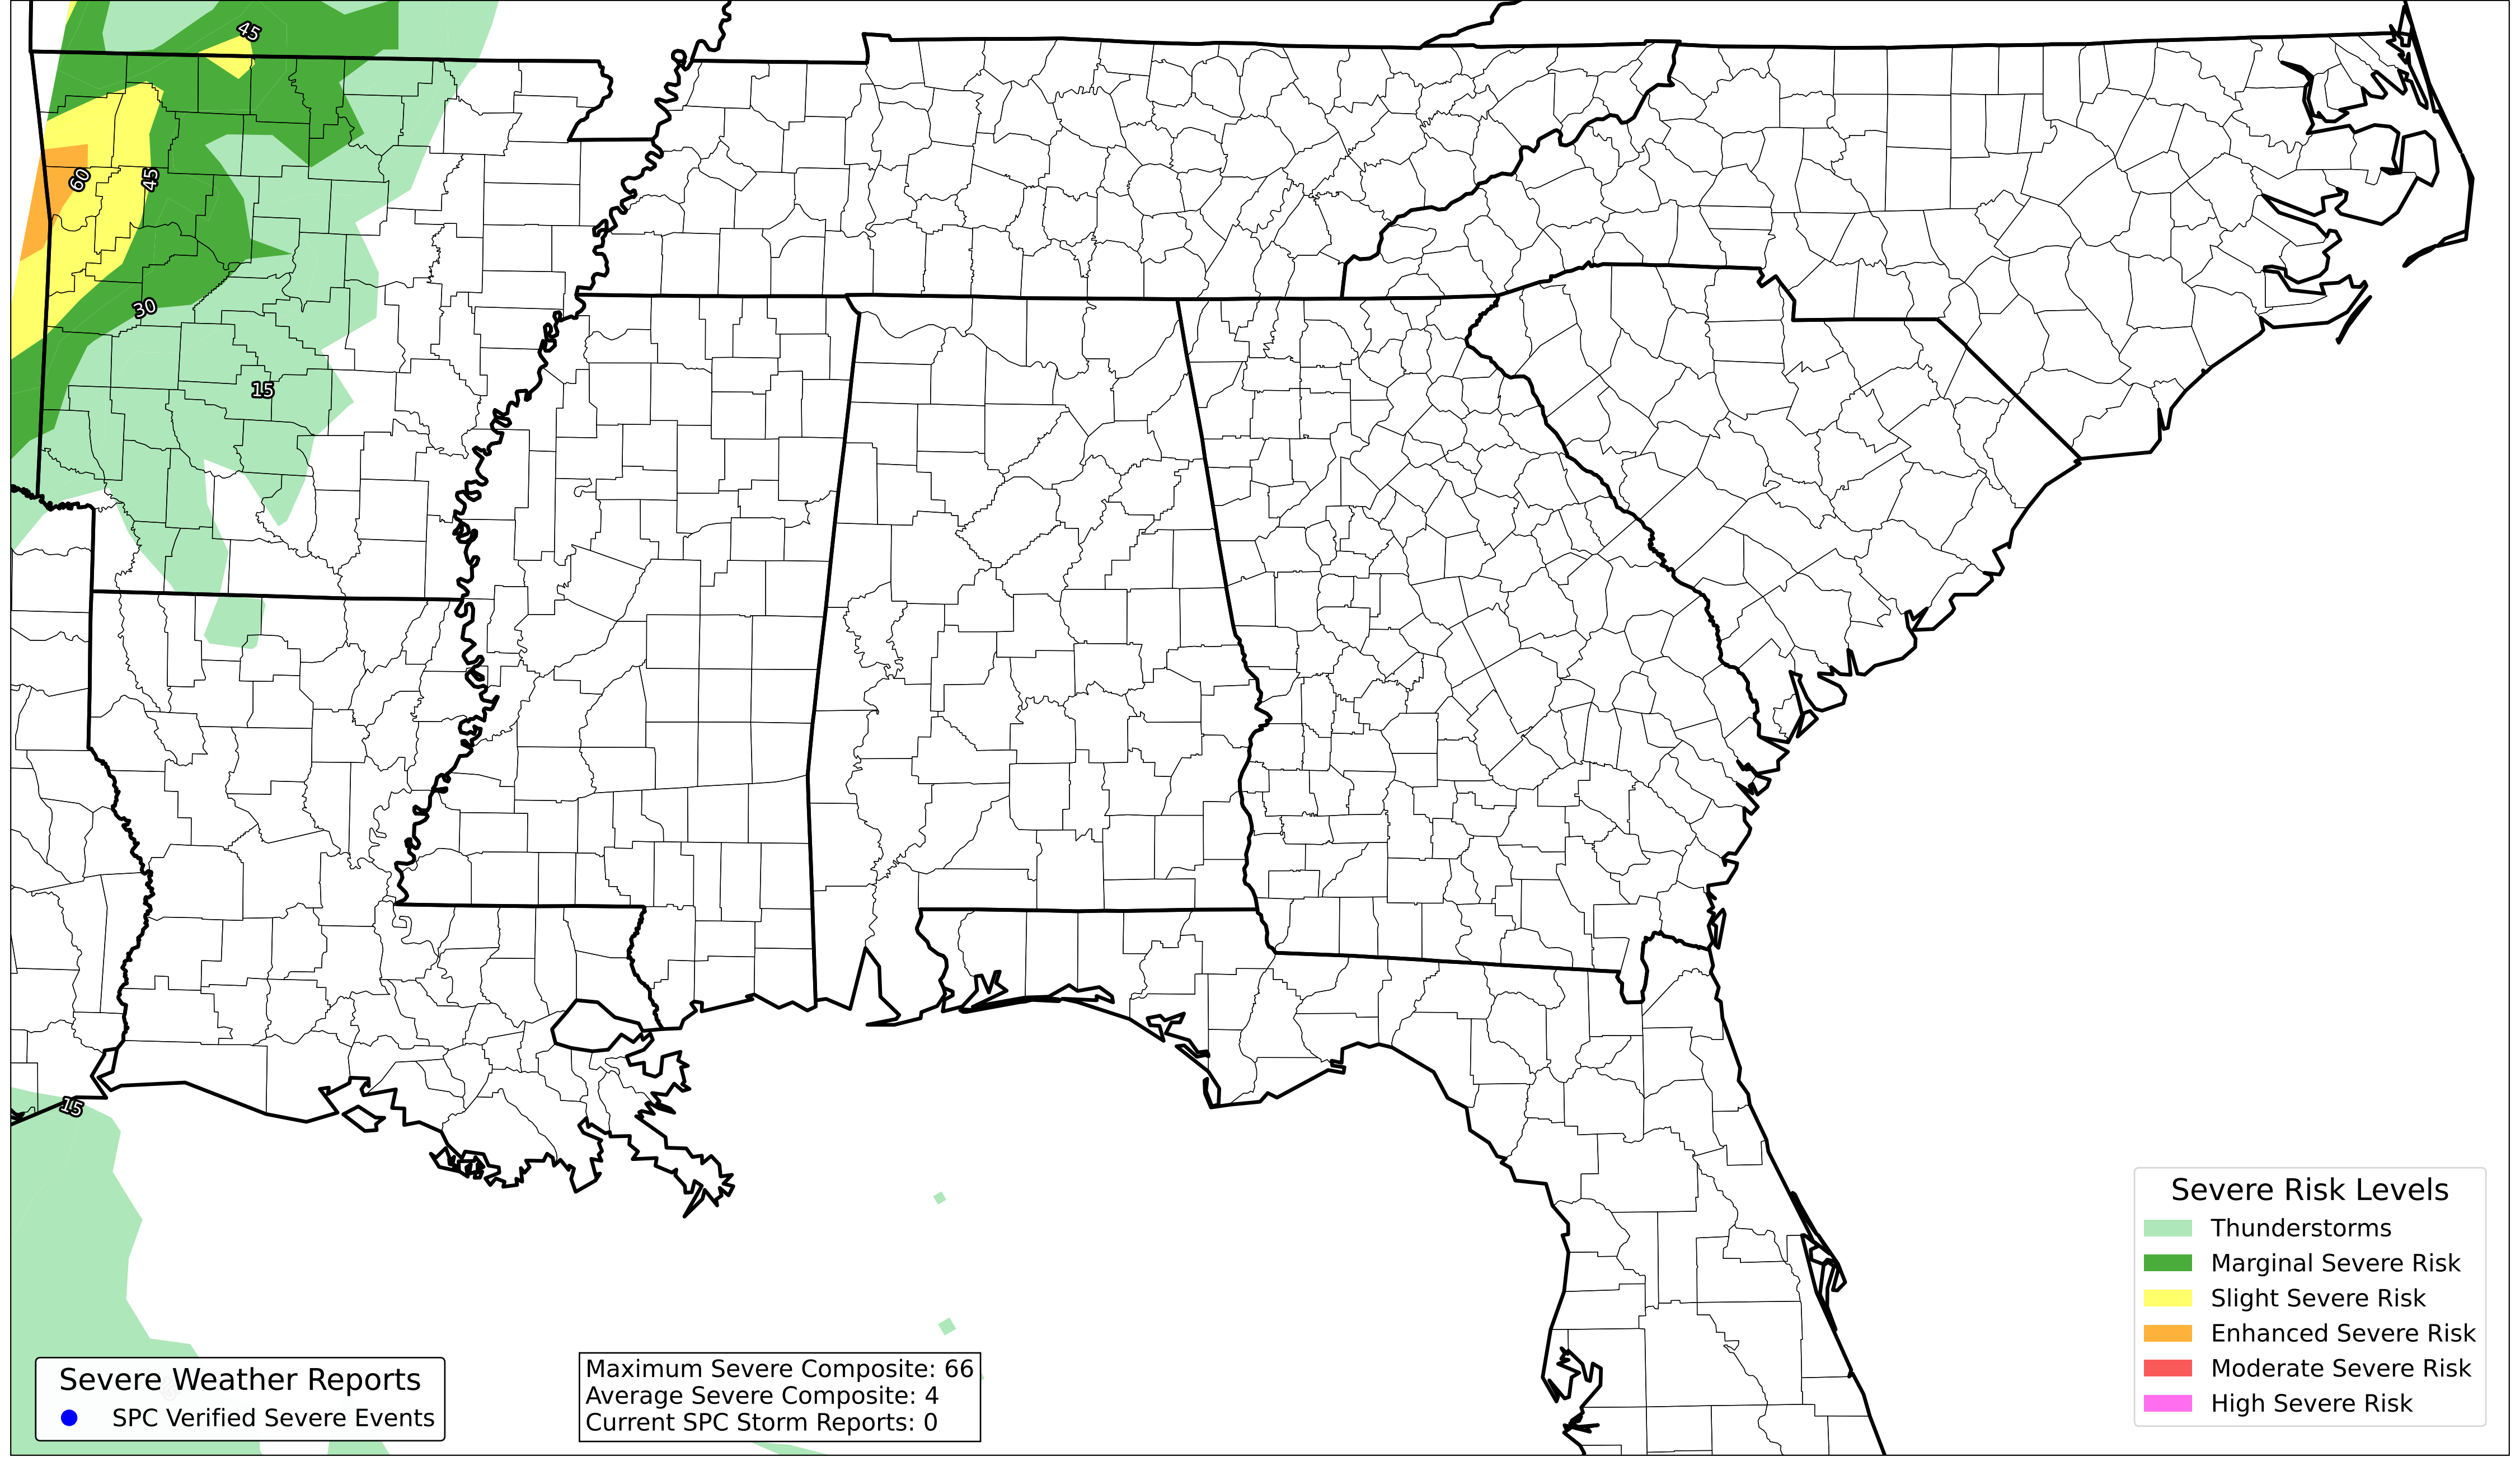 45
60
45
30
15
15
Severe Risk Levels
Thunderstorms
Marginal Severe Risk
Slight Severe Risk
Enhanced Severe Risk
Moderate Severe Risk
High Severe Risk
Severe Weather Reports
SPC Verified Severe Events
Maximum Severe Composite: 66
Average Severe Composite: 4
Current SPC Storm Reports: 0